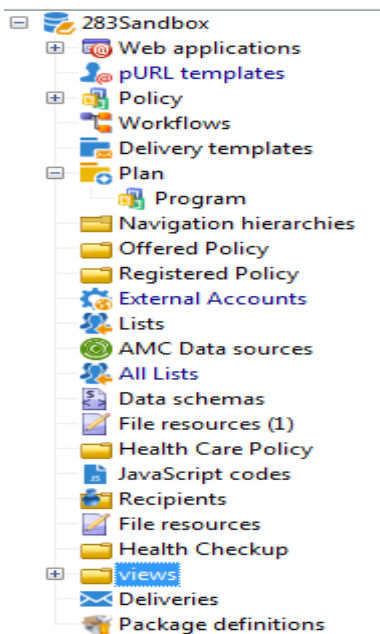 283Sandbox
Web applications
pURL templates
Policy
Workflows
Delivery templates
Plan
Program
Navigation hierarchies
Offered Policy
Registered Policy
External Accounts
Lists
AMC Data sources
All Lists
Data schemas
File resources (1)
Health Care Policy
JavaScript codes
Recipients
File resources
Health Checkup
views
Deliveries
Package definitions